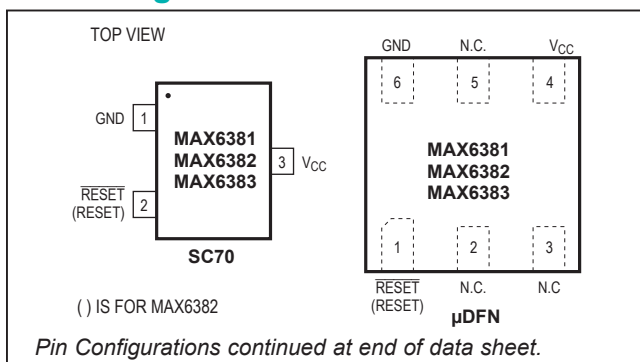 TOP VIEW
GND 1
RESET 2
(RESET)
3 VCC
MAX6381
MAX6382
MAX6383
SC70
( ) IS FOR MAX6382
GND N.C. VCC
6 5 4
MAX6381
MAX6382
MAX6383
1 2 3
RESET N.C. N.C
(RESET)
µDFN
Pin Configurations continued at end of data sheet.